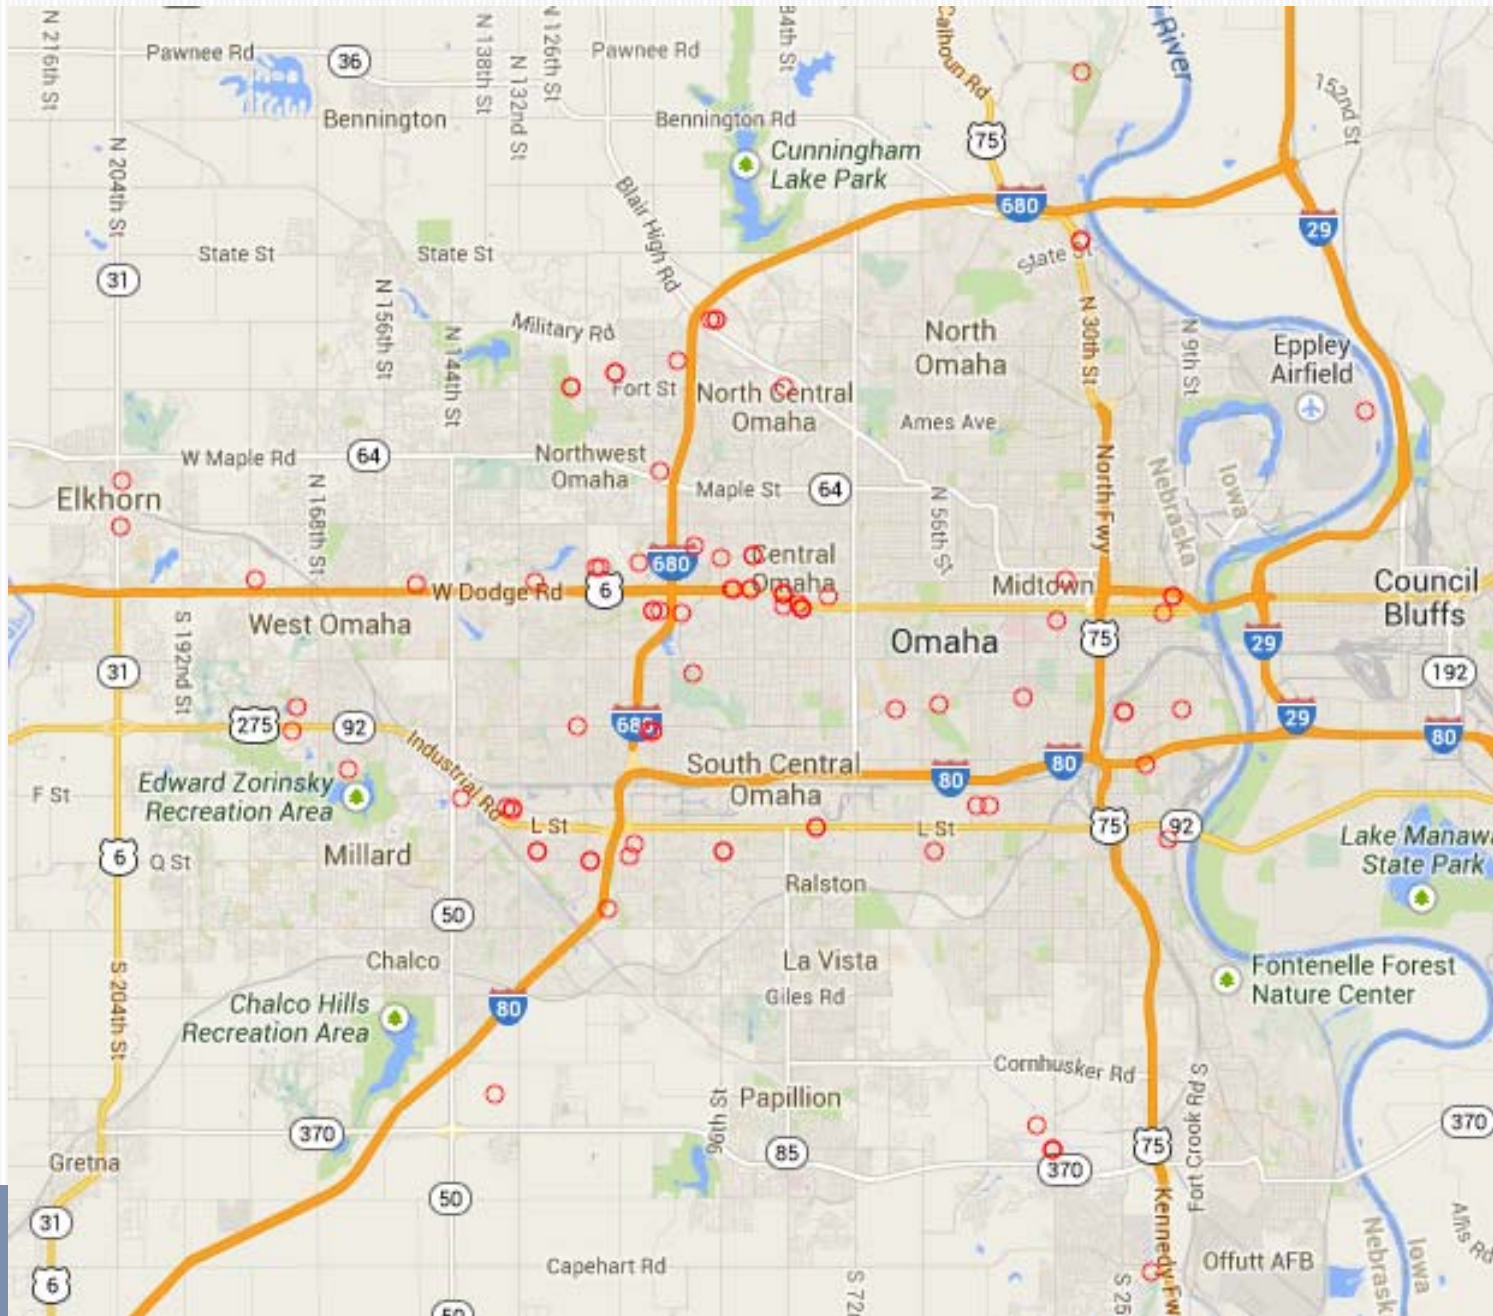 N 216th St
Pawnee Rd
36
N 138th St
N 132nd St
N 126th St
Pawnee Rd
84th St
Calhoun Rd
River
152nd St
Bennington
Bennington Rd
75
Cunningham
Lake Park
N 204th St
Blair High Rd
680
29
State St
State St
State St
31
N 156th St
N 144th St
Military Rd
Fort St
North
Omaha
N 30th St
N 9th St
Eppley
Airfield
North Central
Omaha
Ames Ave
W Maple Rd
64
Northwest
Omaha
Maple St
64
North Fwy
Nebraska
Iowa
Elkhorn
N 168th St
N 56th St
680
Central
Omaha
W Dodge Rd
6
Midtown
Council
Bluffs
West Omaha
S 192nd St
Omaha
75
29
31
192
275
92
680
29
80
Industrial Rd
South Central
Omaha
80
80
Edward Zorinsky
Recreation Area
F St
L St
L St
75
92
Lake Manawa
State Park
6
Q St
Millard
Ralston
50
Chalco
La Vista
Giles Rd
Fontenelle Forest
Nature Center
S 204th St
Chalco Hills
Recreation Area
80
Cornhusker Rd
Fort Crook Rd S
Papillion
96th St
370
85
370
75
370
Gretna
31
50
Kennedy Fw
Capehart Rd
Offutt AFB
Nebrask
Iowa
6
50
S 72n
S 25